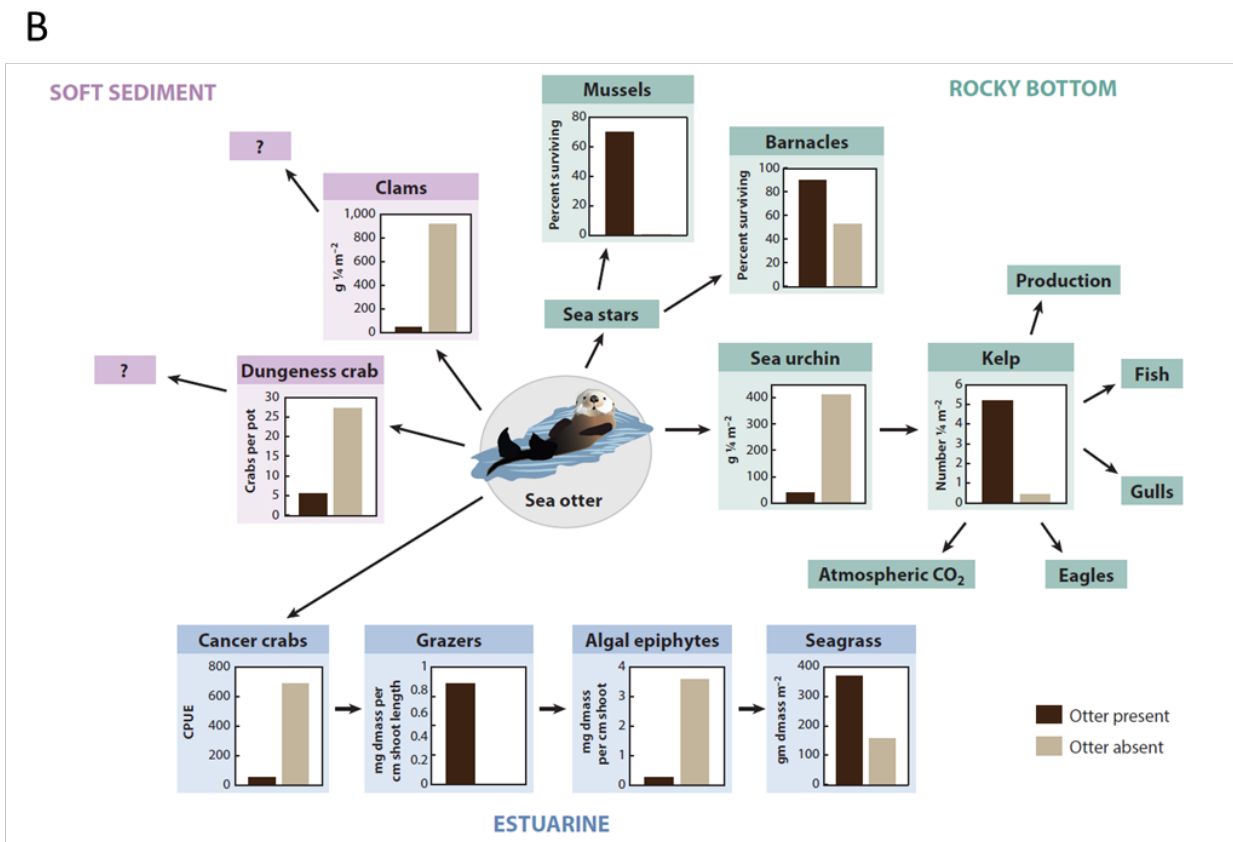 B
SOFT SEDIMENT
ROCKY BOTTOM
?
Clams
g ¼ m⁻²
1,000
800
600
400
200
0
?
Dungeness crab
Crabs per pot
30
25
20
15
10
5
0
Mussels
Percent surviving
80
60
40
20
0
Barnacles
Percent surviving
100
80
60
40
20
0
Sea stars
Sea otter
Sea urchin
g ¼ m⁻²
400
300
200
100
0
Kelp
Number ¼ m⁻²
6
5
4
3
2
1
0
Production
Fish
Gulls
Eagles
Atmospheric CO₂
Cancer crabs
CPUE
800
600
400
200
0
Grazers
mg dmass per
cm shoot length
1
0.8
0.6
0.4
0.2
0
Algal epiphytes
mg dmass
per cm shoot
4
3
2
1
0
Seagrass
gm dmass m⁻²
400
300
200
100
0
Otter present
Otter absent
ESTUARINE